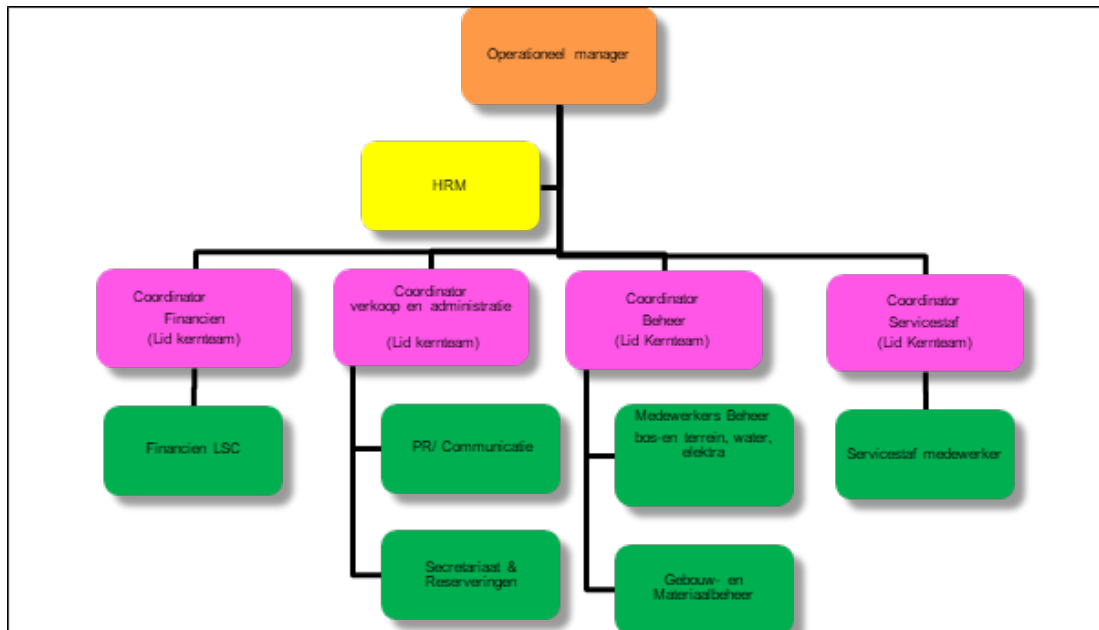 Operationeel manager
HRM
Coordinator
Financien
(Lid kernteam)
Coordinator
verkoop en administratie
(Lid kernteam)
Coordinator
Beheer
(Lid Kernteam)
Coordinator
Servicestaf
(Lid Kernteam)
Financien LSC
PR/ Communicatie
Medewerkers Beheer
bos-en terrein, water,
elektra
Servicestaf medewerker
Secretariaat &
Reserveringen
Gebouw- en
Materiaalbeheer